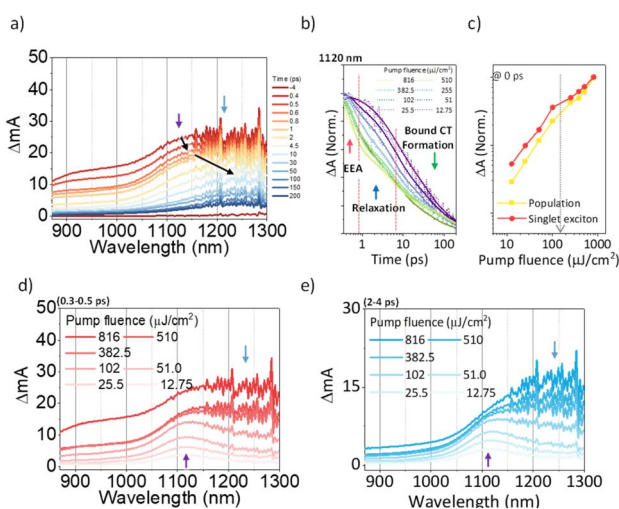 a)
50
40
30
20
10
0
ΔmA
900 1000 1100 1200 1300
Wavelength (nm)
Time (ps)
-4
0.4
0.5
0.6
0.8
1
2
4.5
10
30
50
100
150
200
b)
1120 nm
Pump fluence (μJ/cm²)
816 510
382.5 255
102 51
25.5 12.75
Bound CT
Formation
EEA
Relaxation
ΔA (Norm.)
1 10 100
Time (ps)
c)
@ 0 ps
ΔA (Norm.)
Population
Singlet exciton
10 100 1000
Pump fluence (μJ/cm²)
d)
(0.3-0.5 ps)
50
40
30
20
10
0
ΔmA
Pump fluence (μJ/cm²)
816 510
382.5
102 51.0
25.5 12.75
900 1000 1100 1200 1300
Wavelength (nm)
e)
(2-4 ps)
30
15
0
ΔmA
Pump fluence (μJ/cm²)
816 510
382.5
102 51.0
25.5 12.75
900 1000 1100 1200 1300
Wavelength (nm)